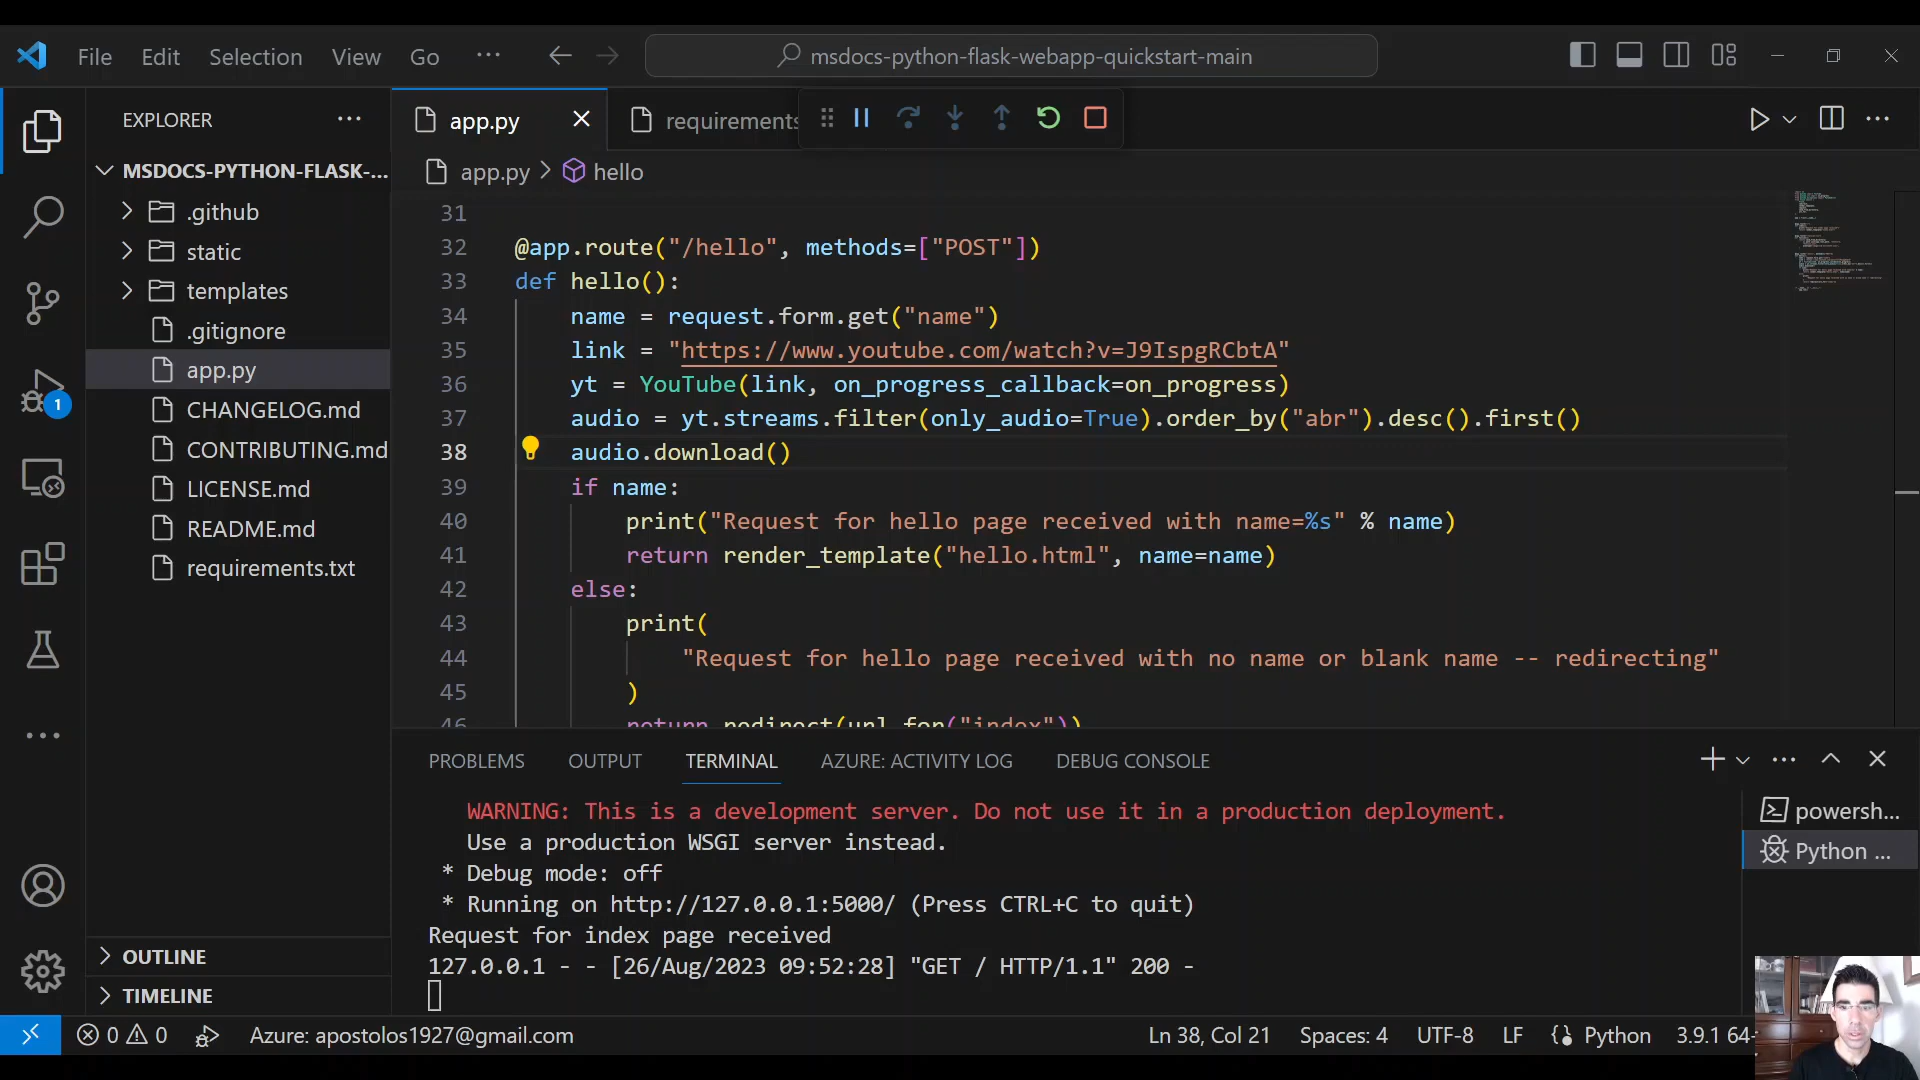 File Edit Selection View Go ··· msdocs-python-flask-webapp-quickstart-main
EXPLORER ···
app.py
requirements
MSDOCS-PYTHON-FLASK-...
.github
static
templates
.gitignore
app.py
CHANGELOG.md
CONTRIBUTING.md
LICENSE.md
README.md
requirements.txt
OUTLINE
TIMELINE
1
app.py > hello
31
32 @app.route("/hello", methods=["POST"])
33 def hello():
34 name = request.form.get("name")
35 link = "https://www.youtube.com/watch?v=J9IspgRCbtA"
36 yt = YouTube(link, on_progress_callback=on_progress)
37 audio = yt.streams.filter(only_audio=True).order_by("abr").desc().first()
38 audio.download()
39 if name:
40 print("Request for hello page received with name=%s" % name)
41 return render_template("hello.html", name=name)
42 else:
43 print(
44 "Request for hello page received with no name or blank name -- redirecting"
45 )
46 return redirect(url_for("index"))
PROBLEMS OUTPUT TERMINAL AZURE: ACTIVITY LOG DEBUG CONSOLE
WARNING: This is a development server. Do not use it in a production deployment.
Use a production WSGI server instead.
* Debug mode: off
* Running on http://127.0.0.1:5000/ (Press CTRL+C to quit)
Request for index page received
127.0.0.1 - - [26/Aug/2023 09:52:28] "GET / HTTP/1.1" 200 -
powersh...
Python ...
0 0 Azure: apostolos1927@gmail.com Ln 38, Col 21 Spaces: 4 UTF-8 LF Python 3.9.1 64-